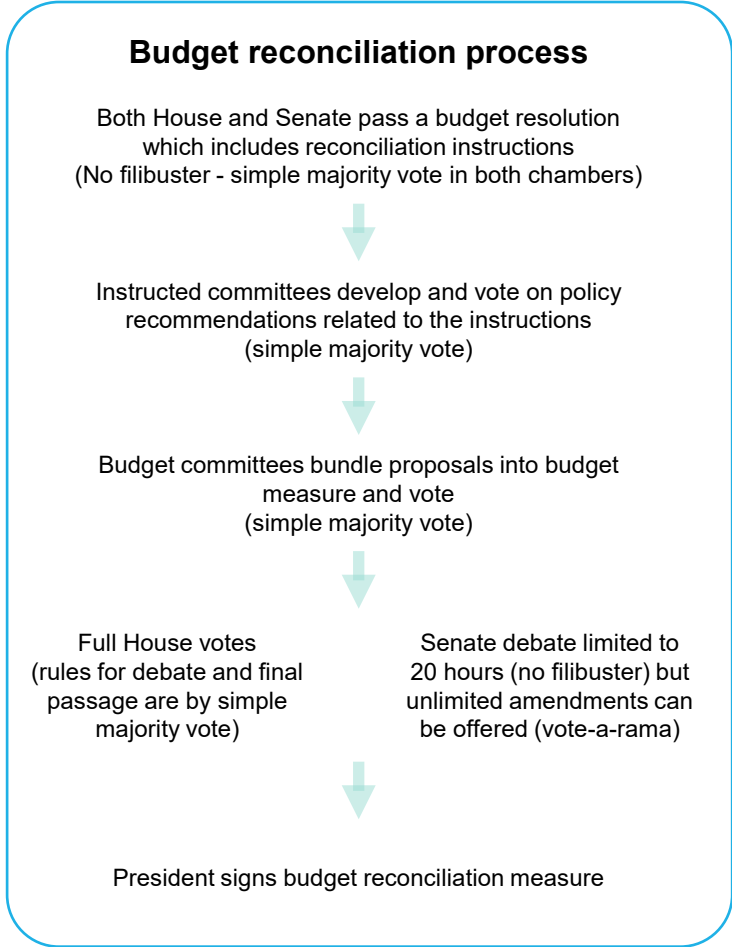 Budget reconciliation process
Both House and Senate pass a budget resolution
which includes reconciliation instructions
(No filibuster - simple majority vote in both chambers)
Instructed committees develop and vote on policy
recommendations related to the instructions
(simple majority vote)
Budget committees bundle proposals into budget
measure and vote
(simple majority vote)
Full House votes
(rules for debate and final
passage are by simple
majority vote)
Senate debate limited to
20 hours (no filibuster) but
unlimited amendments can
be offered (vote-a-rama)
President signs budget reconciliation measure